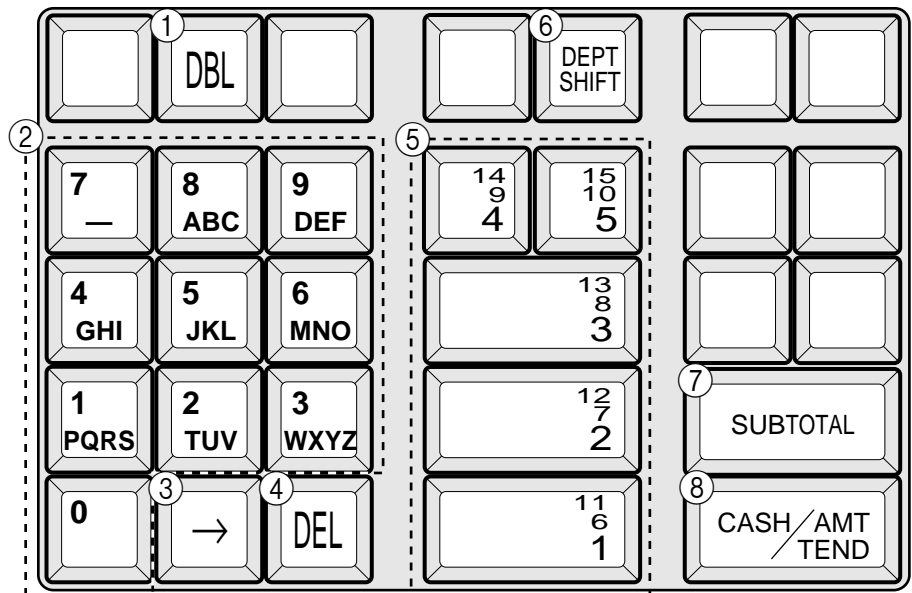 1
DBL
6
DEPT
SHIFT
2
7
—
8
ABC
9
DEF
4
GHI
5
JKL
6
MNO
1
PQRS
2
TUV
3
WXYZ
0
3
→
4
DEL
5
14
9
4
15
10
5
13
8
3
12
7
2
11
6
1
7
SUBTOTAL
8
CASH/AMT
TEND